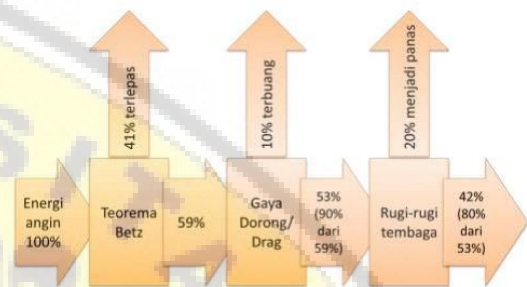 41% terlepas
10% terbuang
20% menjadi panas
Energi
angin
100%
Teorema
Betz
59%
Gaya
Dorong/
Drag
53%
(90%
dari
59%)
Rugi-rugi
tembaga
42%
(80%
dari
53%)